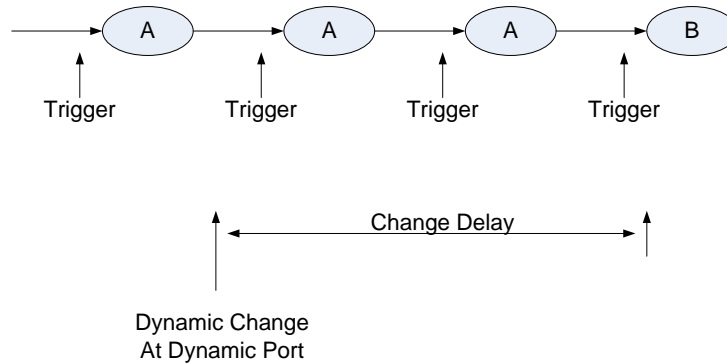 A A A B
Trigger Trigger Trigger Trigger
Change Delay
Dynamic Change
At Dynamic Port